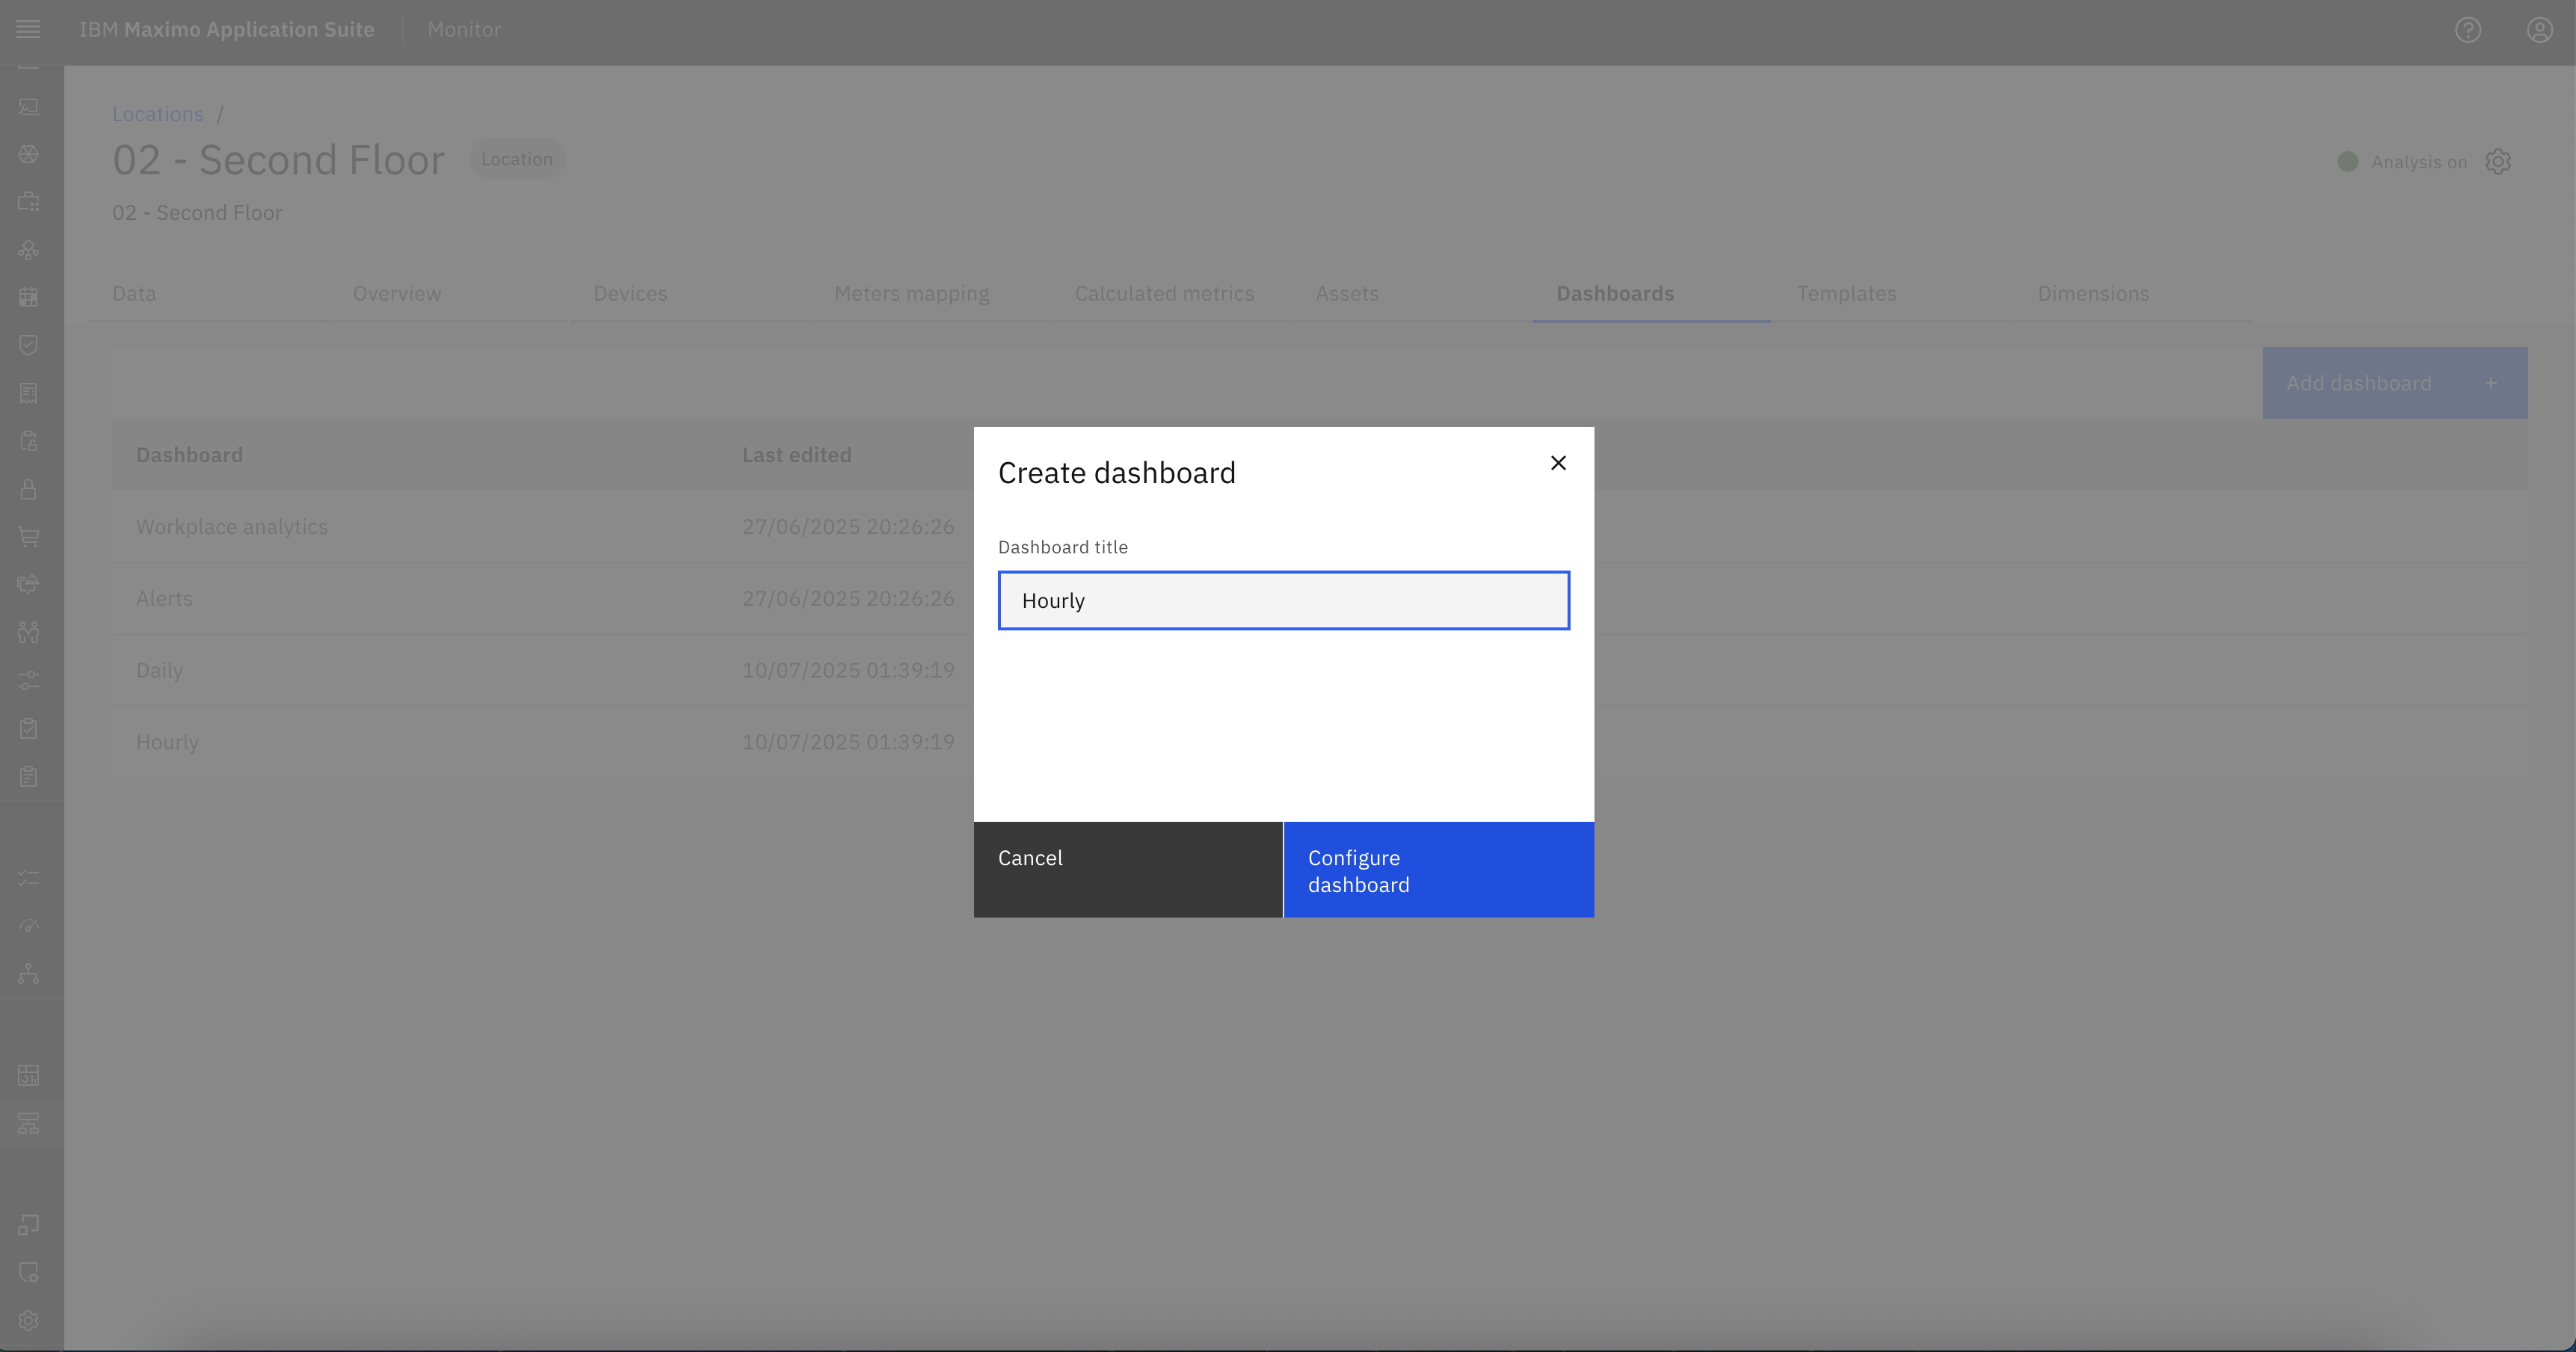 IBM Maximo Application Suite Monitor
Locations /
02 - Second Floor Location
Analysis on
02 - Second Floor
Data Overview Devices Meters mapping Calculated metrics Assets Dashboards Templates Dimensions
Add dashboard +
Dashboard Last edited
Workplace analytics 27/06/2025 20:26:26
Alerts 27/06/2025 20:26:26
Daily 10/07/2025 01:39:19
Hourly 10/07/2025 01:39:19
Create dashboard
Dashboard title
Hourly
Cancel
Configure
dashboard